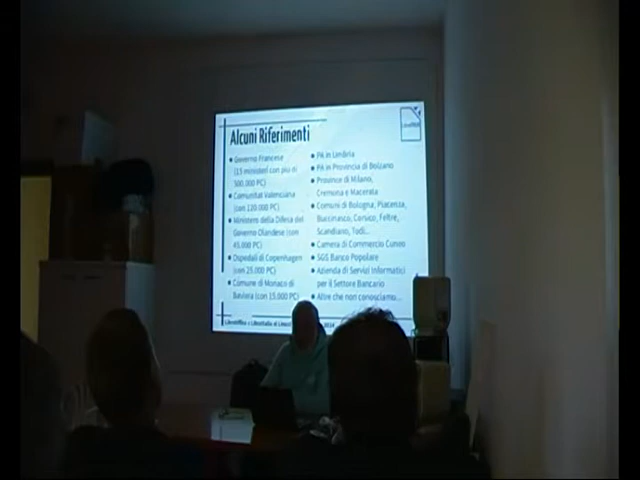 Alcuni Riferimenti
LibreOffice
• Governo Francese
(15 ministeri con più di
500.000 PC)
• Comunitat Valenciana
(con 120.000 PC)
• Ministero della Difesa del
Governo Olandese (con
45.000 PC)
• Ospedali di Copenhagen
(con 25.000 PC)
• Comune di Monaco di
Baviera (con 15.000 PC)
• PA in Umbria
• PA in Provincia di Bolzano
• Province di Milano,
Cremona e Macerata
• Comuni di Bologna, Piacenza,
Buccinasco, Corsico, Feltre,
Scandiano, Todi...
• Camera di Commercio Cuneo
• SGS Banco Popolare
• Azienda di Servizi Informatici
per il Settore Bancario
• Altre che non conosciamo...
LibreOffice e LibreItalia al